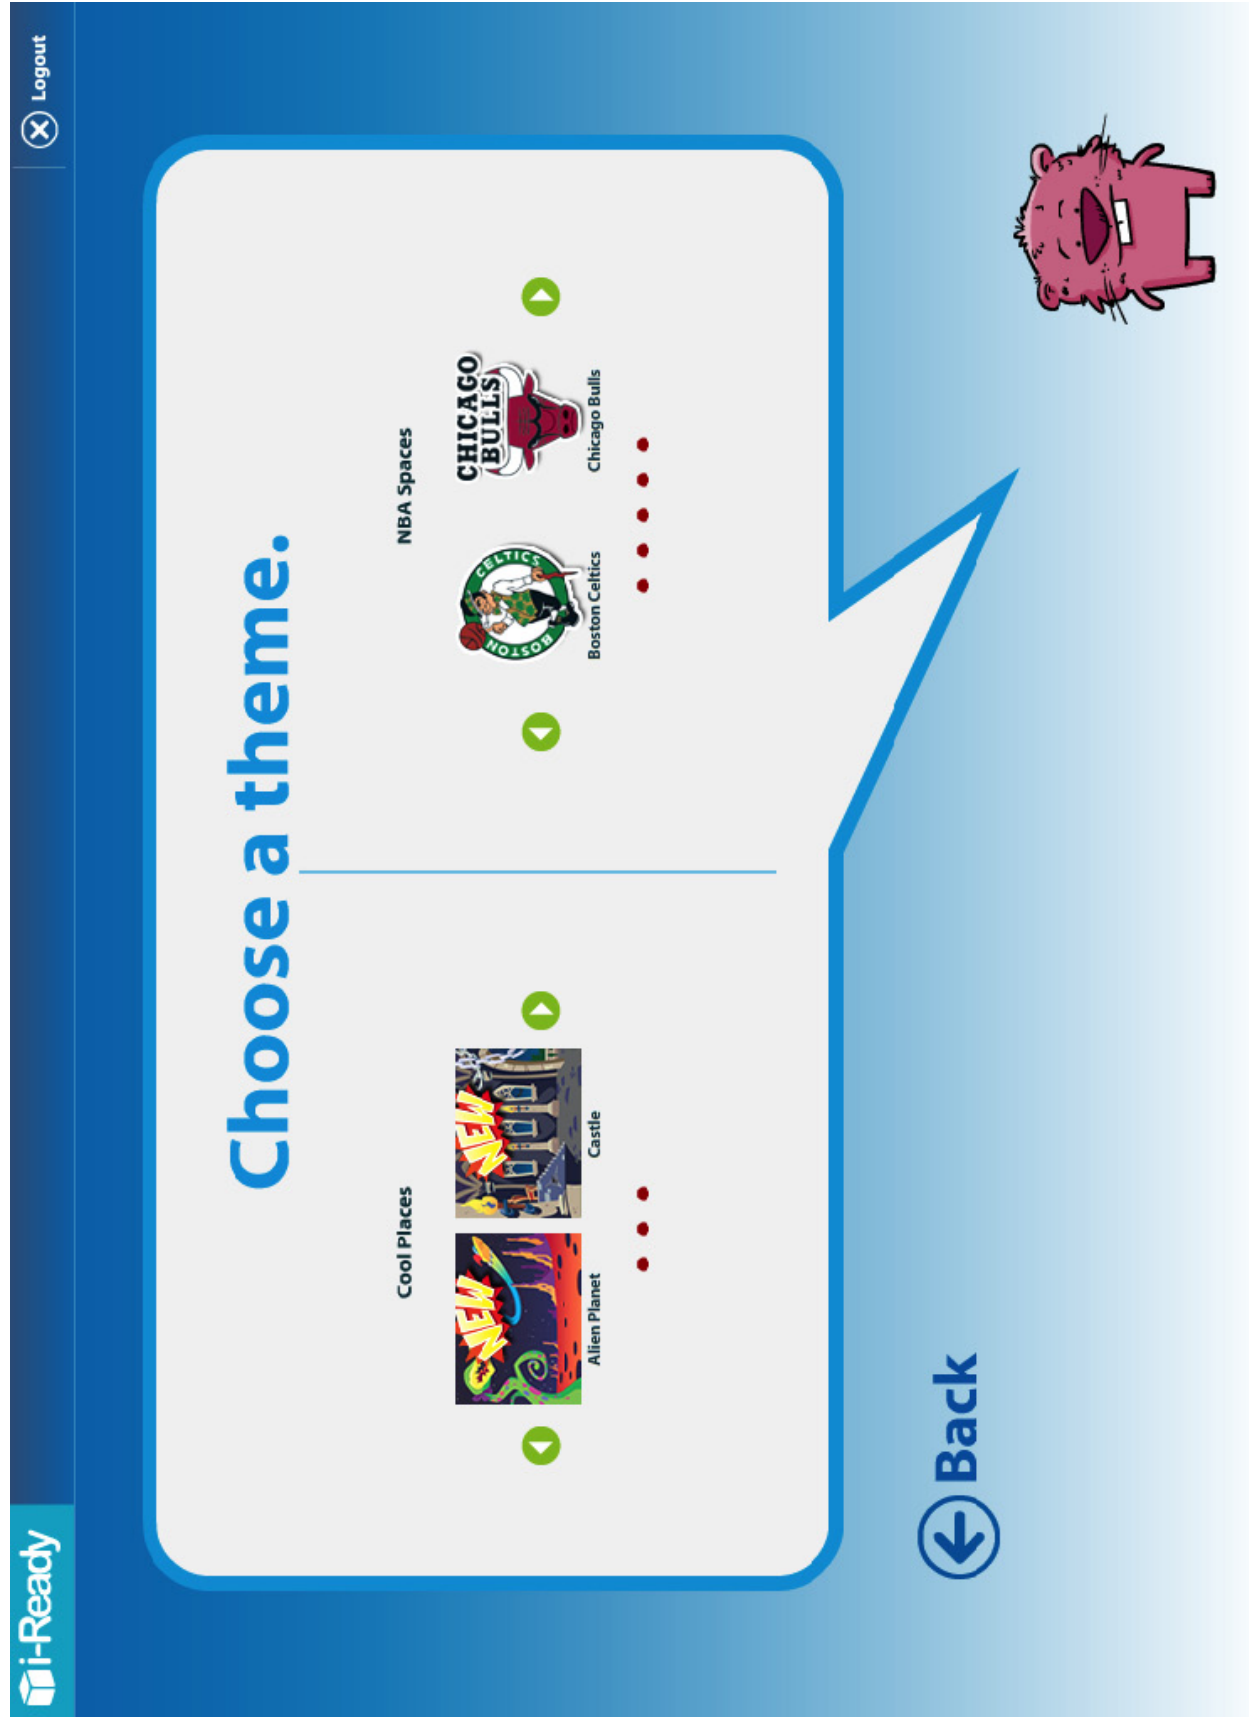 i-Ready
Logout
Choose a theme.
Cool Places
NBA Spaces
NEW
NEW
CHICAGO
BULLS
BOSTON CELTICS
Alien Planet
Castle
Boston Celtics
Chicago Bulls
Back